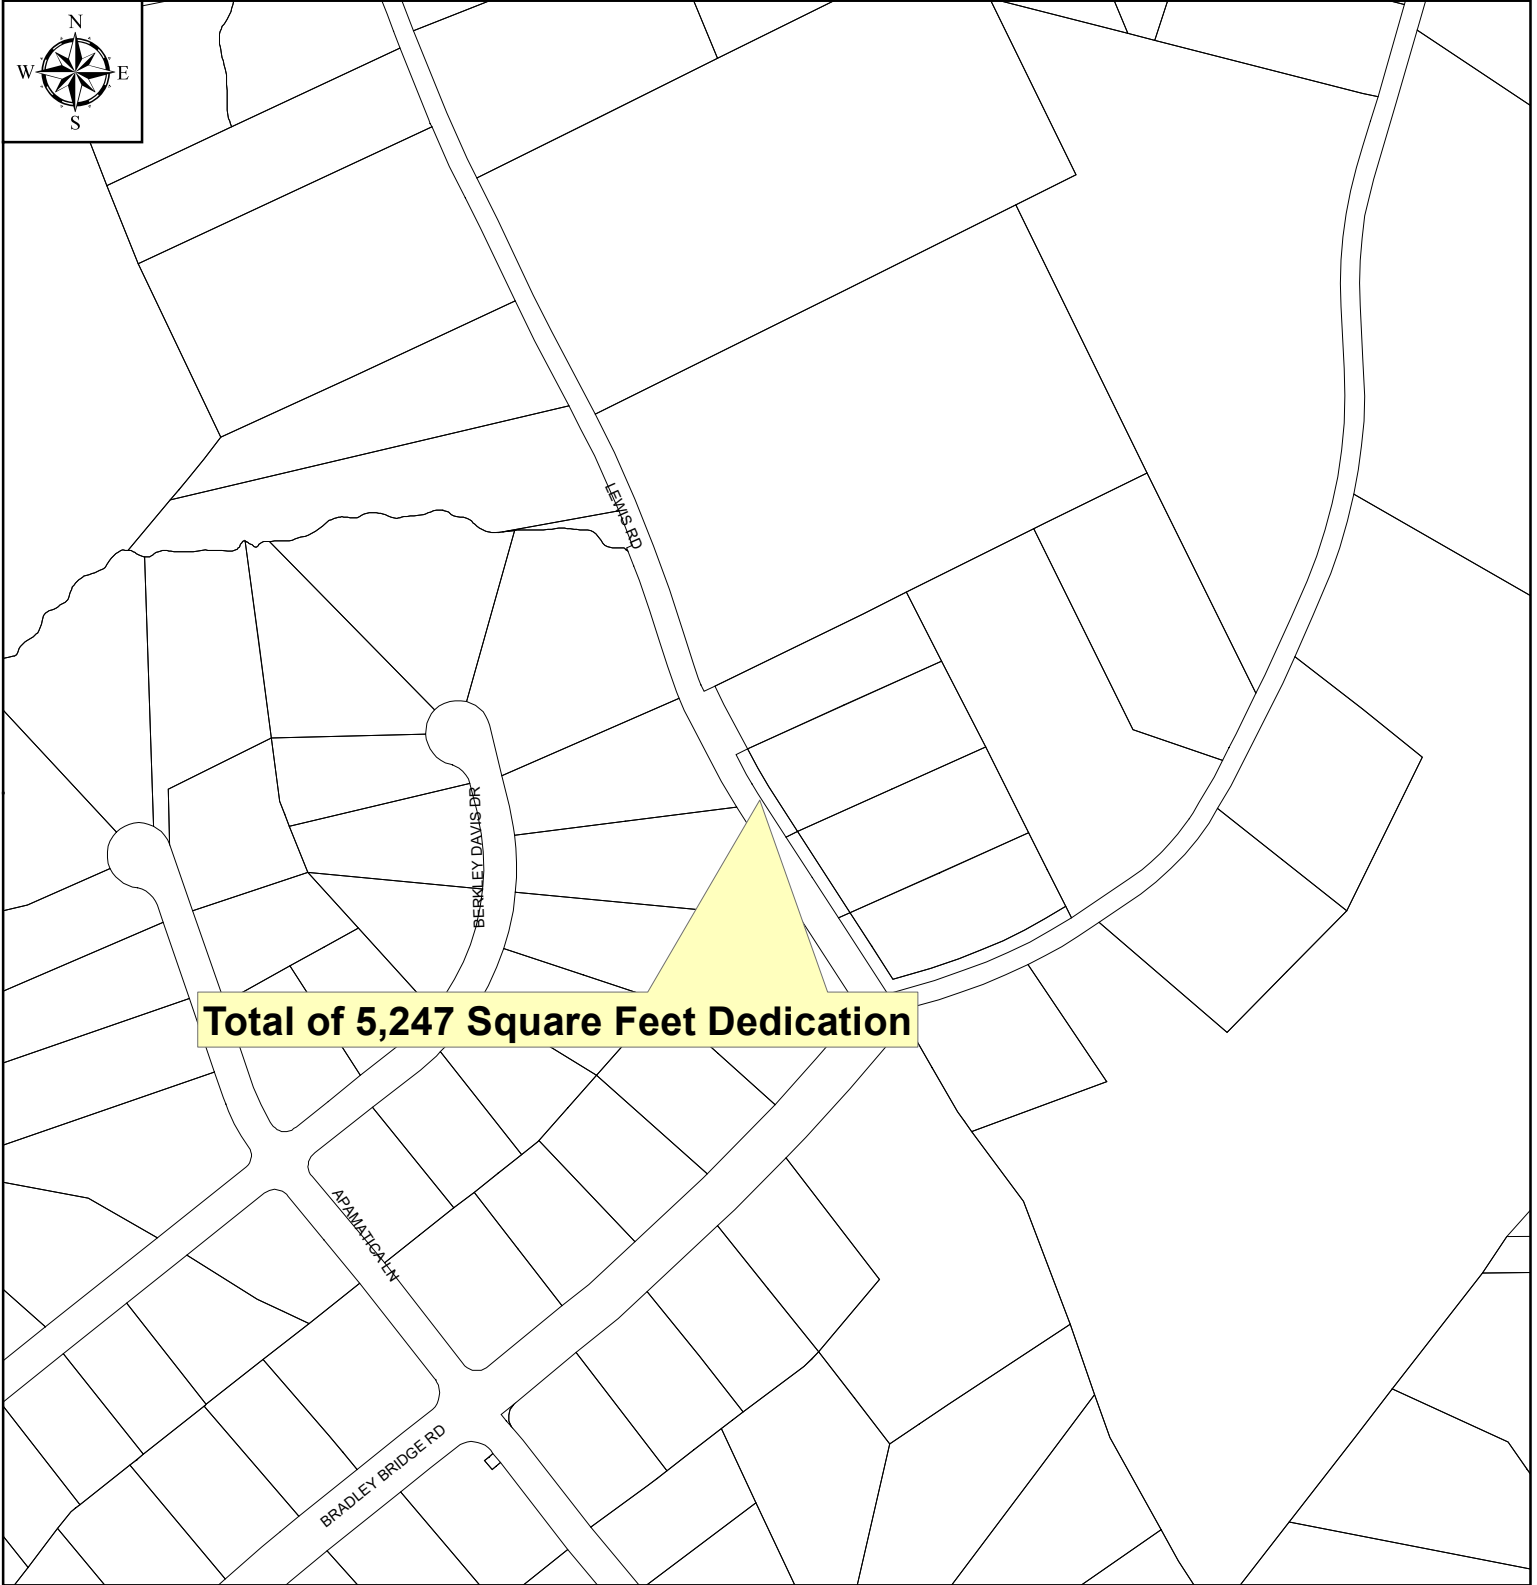 N
W E
S
LEWIS RD
BERKLEY DAVIS DR
Total of 5,247 Square Feet Dedication
APAMATICA LN
BRADLEY BRIDGE RD